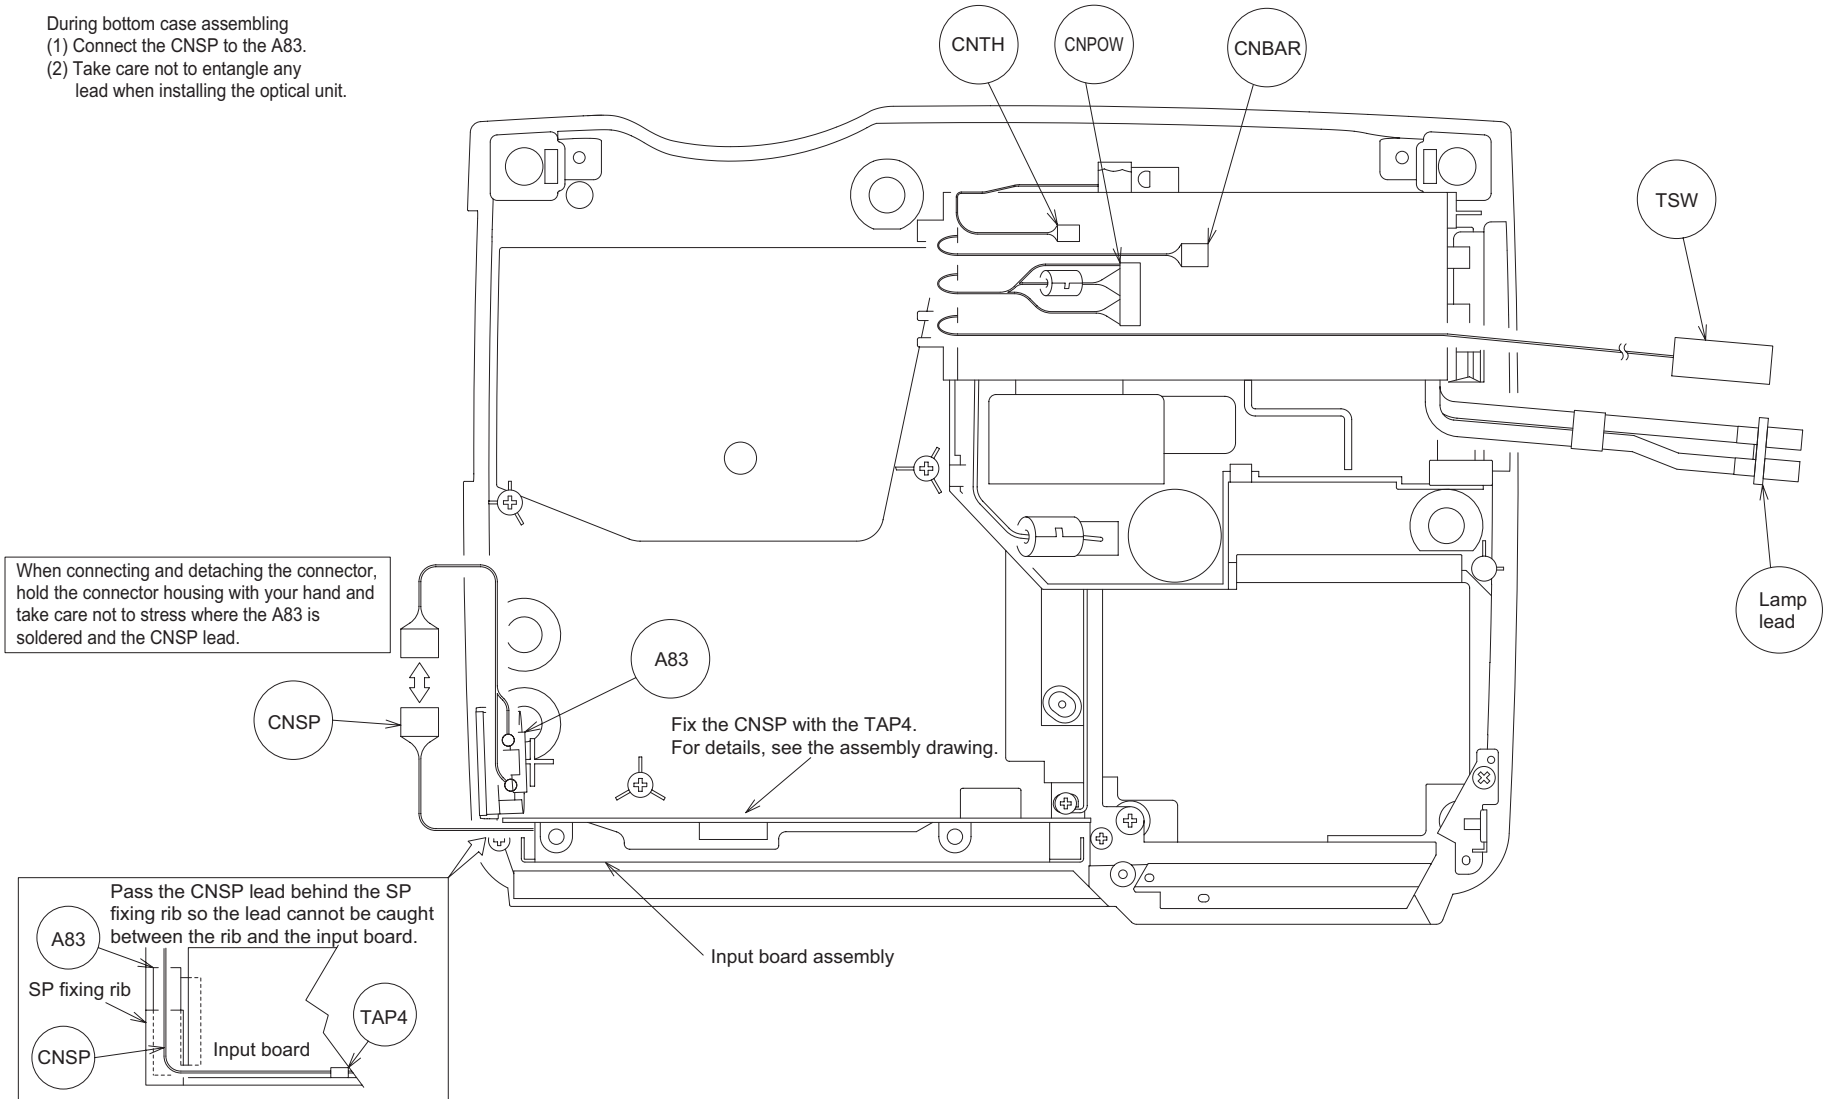 During bottom case assembling
(1) Connect the CNSP to the A83.
(2) Take care not to entangle any
lead when installing the optical unit.
CNTH
CNPOW
CNBAR
TSW
When connecting and detaching the connector,
hold the connector housing with your hand and
take care not to stress where the A83 is
soldered and the CNSP lead.
Lamp
lead
A83
CNSP
Fix the CNSP with the TAP4.
For details, see the assembly drawing.
Pass the CNSP lead behind the SP
fixing rib so the lead cannot be caught
between the rib and the input board.
A83
SP fixing rib
TAP4
CNSP
Input board
Input board assembly